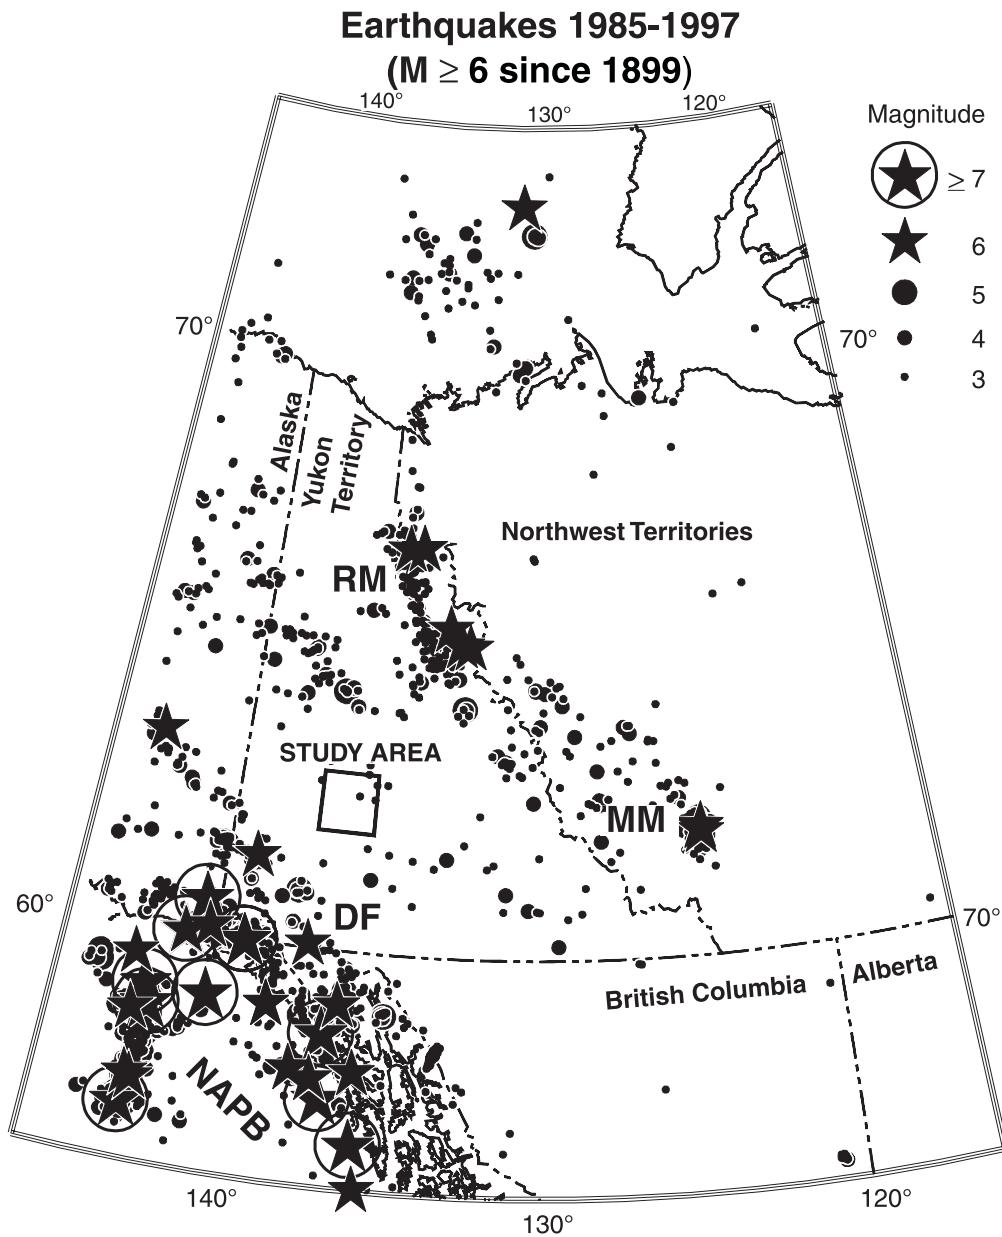 Earthquakes 1985-1997
(M ≥ 6 since 1899)
140°
130°
120°
Magnitude
≥ 7
6
5
4
3
70°
70°
Alaska
Yukon
Territory
Northwest Territories
RM
STUDY AREA
MM
60°
DF
70°
British Columbia
Alberta
NAPB
140°
130°
120°